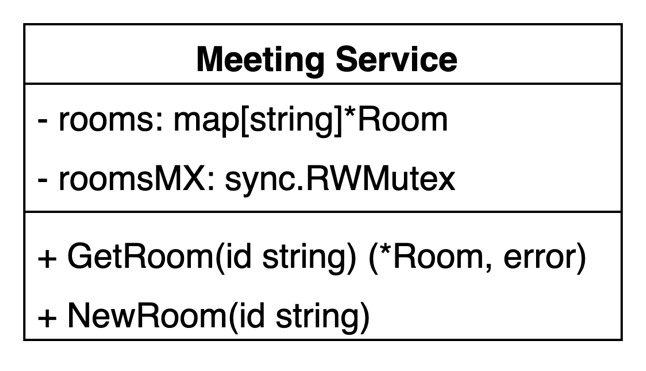 Meeting Service
- rooms: map[string]*Room
- roomsMX: sync.RWMutex
+ GetRoom(id string) (*Room, error)
+ NewRoom(id string)